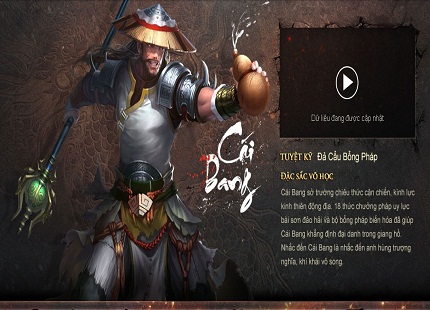 Cái
Bang
Dữ liệu đang được cập nhật
TUYỆT KỸ Đả Cẩu Bổng Pháp
ĐẶC SẮC VÕ HỌC
Cái Bang sở trường chiêu thức cận chiến, kình lực
kinh thiên động địa. 18 thức chưởng pháp uy lực
bài sơn đảo hải và bộ bổng pháp biến hóa đã giúp
Cái Bang khẳng định đại danh trong giang hồ.
Nhắc đến Cái Bang là nhắc đến anh hùng trượng
nghĩa, khí khái vô song.